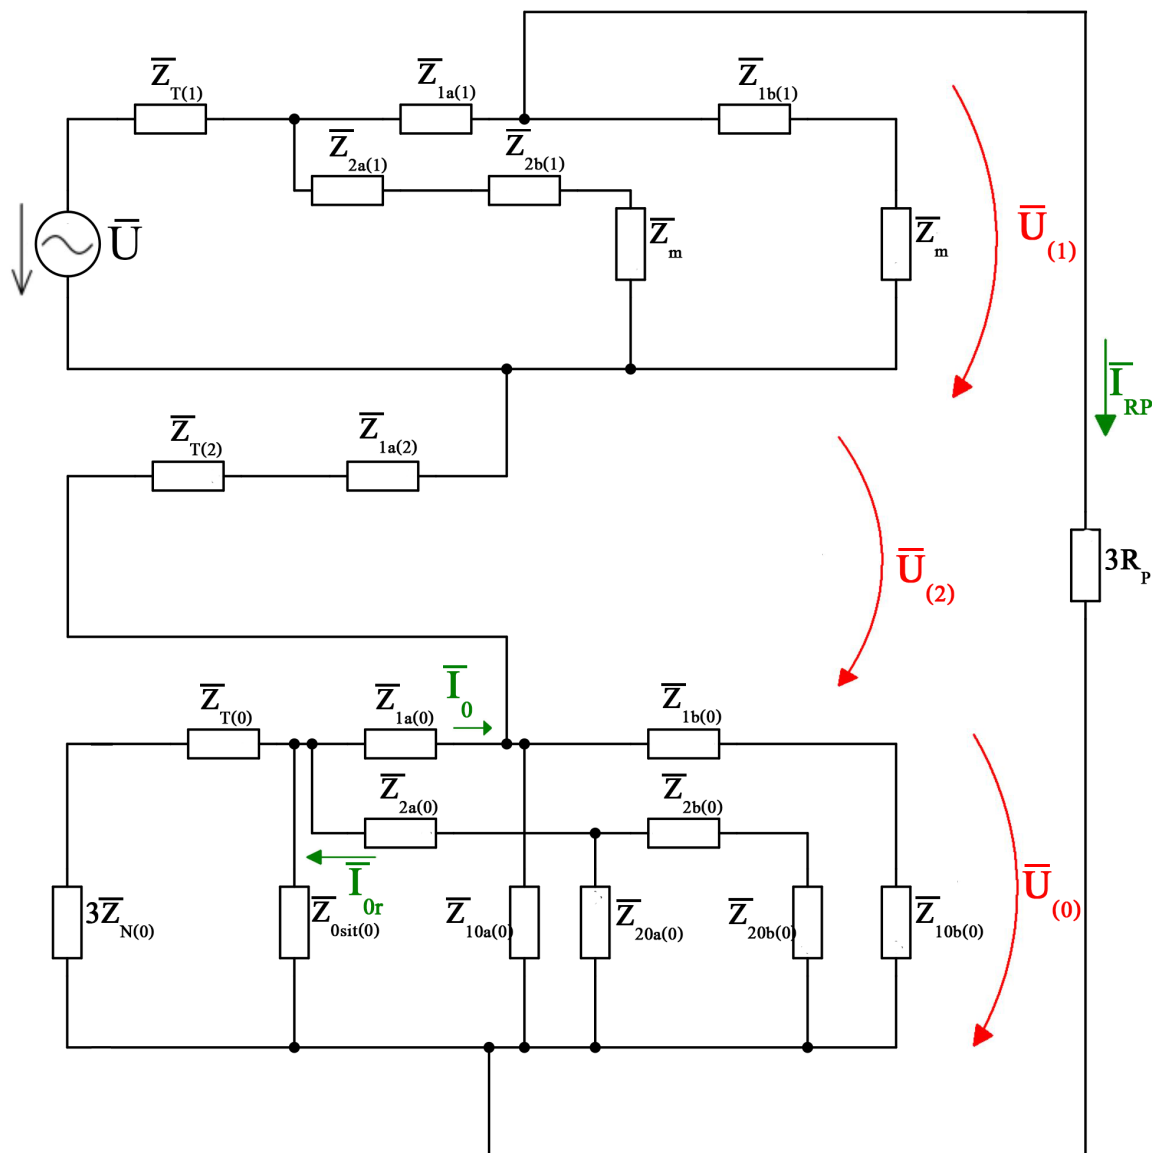 Z̅T(1)
Z̅1a(1)
Z̅1b(1)
Z̅2a(1)
Z̅2b(1)
U̅
Z̅m
Z̅m
U̅(1)
I̅RP
Z̅T(2)
Z̅1a(2)
U̅(2)
3RP
I̅0
Z̅T(0)
Z̅1a(0)
Z̅1b(0)
Z̅2a(0)
Z̅2b(0)
I̅0r
3Z̅N(0)
Z̅0sit(0)
Z̅10a(0)
Z̅20a(0)
Z̅20b(0)
Z̅10b(0)
U̅(0)